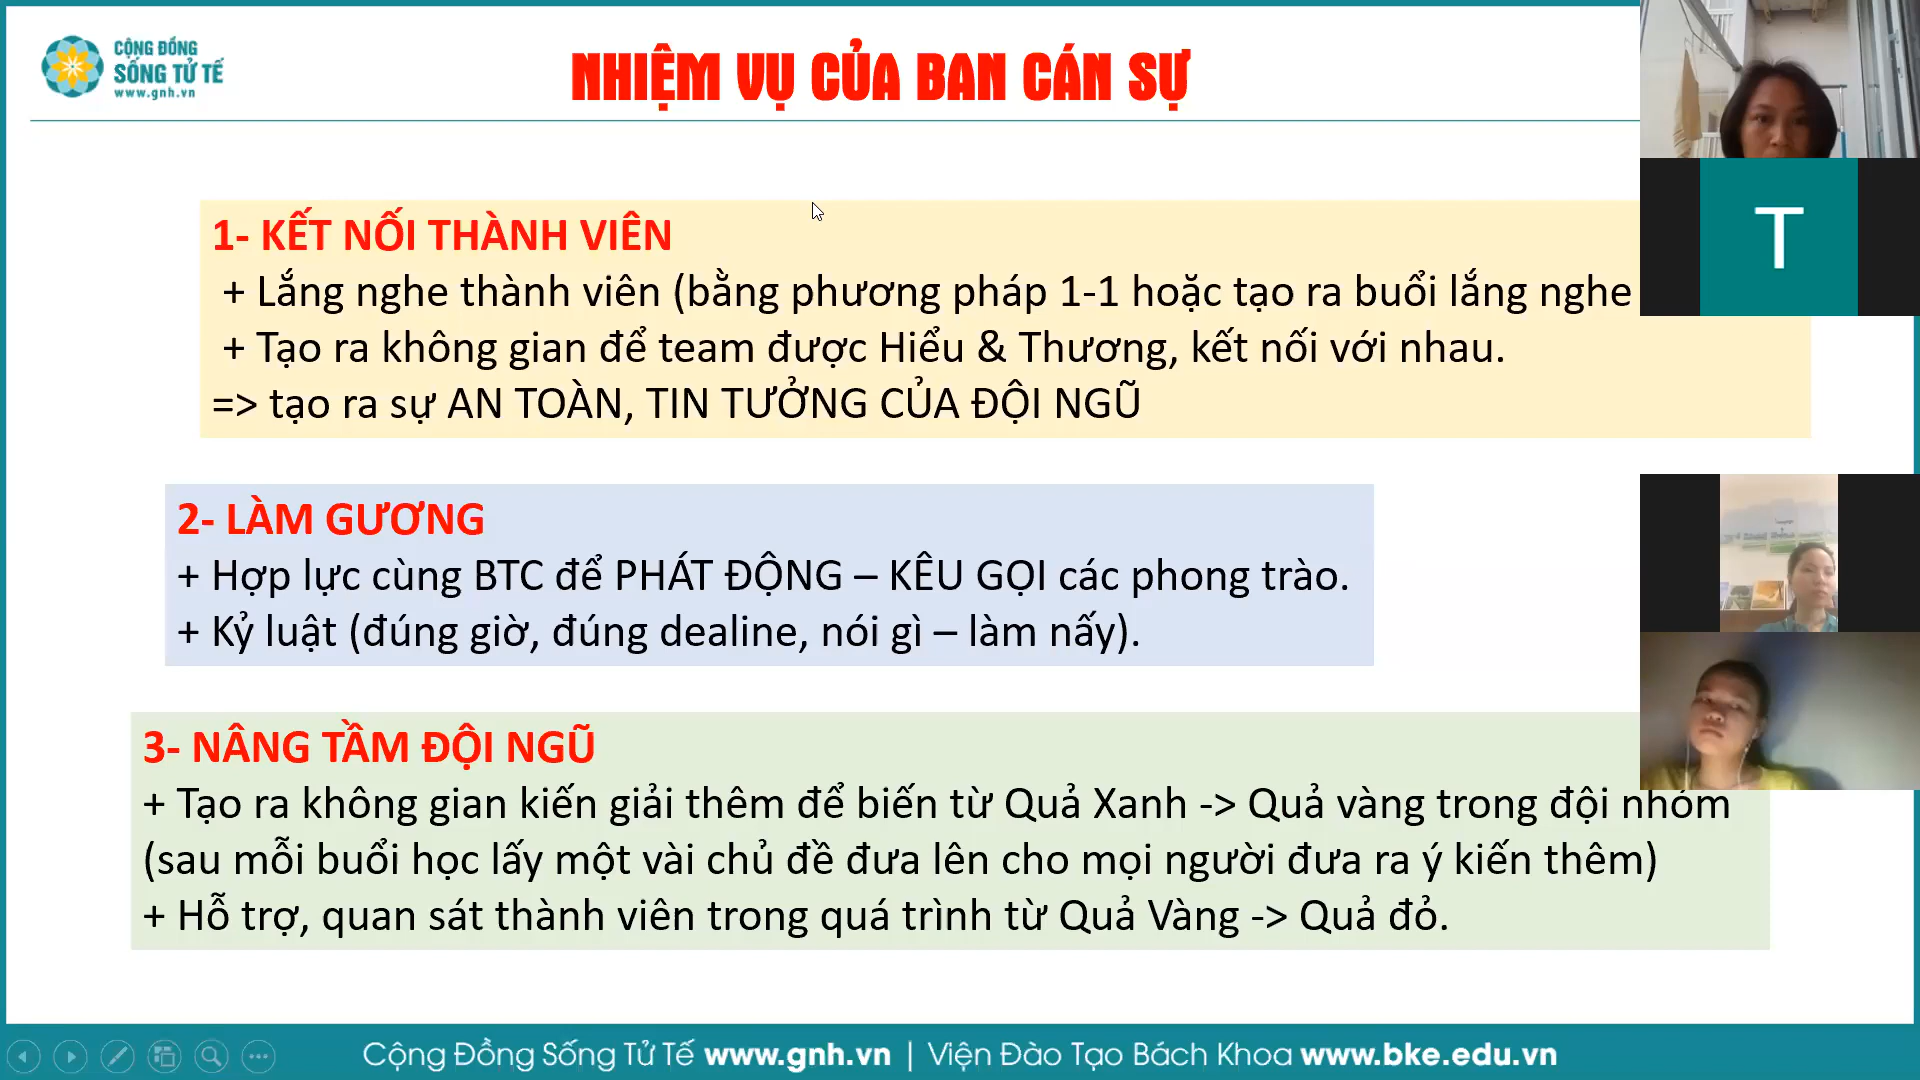 CỘNG ĐỒNG
SỐNG TỬ TẾ
www.gnh.vn
NHIỆM VỤ CỦA BAN CÁN SỰ
1- KẾT NỐI THÀNH VIÊN
+ Lắng nghe thành viên (bằng phương pháp 1-1 hoặc tạo ra buổi lắng nghe
+ Tạo ra không gian để team được Hiểu & Thương, kết nối với nhau.
=> tạo ra sự AN TOÀN, TIN TƯỞNG CỦA ĐỘI NGŨ
T
2- LÀM GƯƠNG
+ Hợp lực cùng BTC để PHÁT ĐỘNG – KÊU GỌI các phong trào.
+ Kỷ luật (đúng giờ, đúng dealine, nói gì – làm nấy).
3- NÂNG TẦM ĐỘI NGŨ
+ Tạo ra không gian kiến giải thêm để biến từ Quả Xanh -> Quả vàng trong đội nhóm
(sau mỗi buổi học lấy một vài chủ đề đưa lên cho mọi người đưa ra ý kiến thêm)
+ Hỗ trợ, quan sát thành viên trong quá trình từ Quả Vàng -> Quả đỏ.
Cộng Đồng Sống Tử Tế www.gnh.vn | Viện Đào Tạo Bách Khoa www.bke.edu.vn